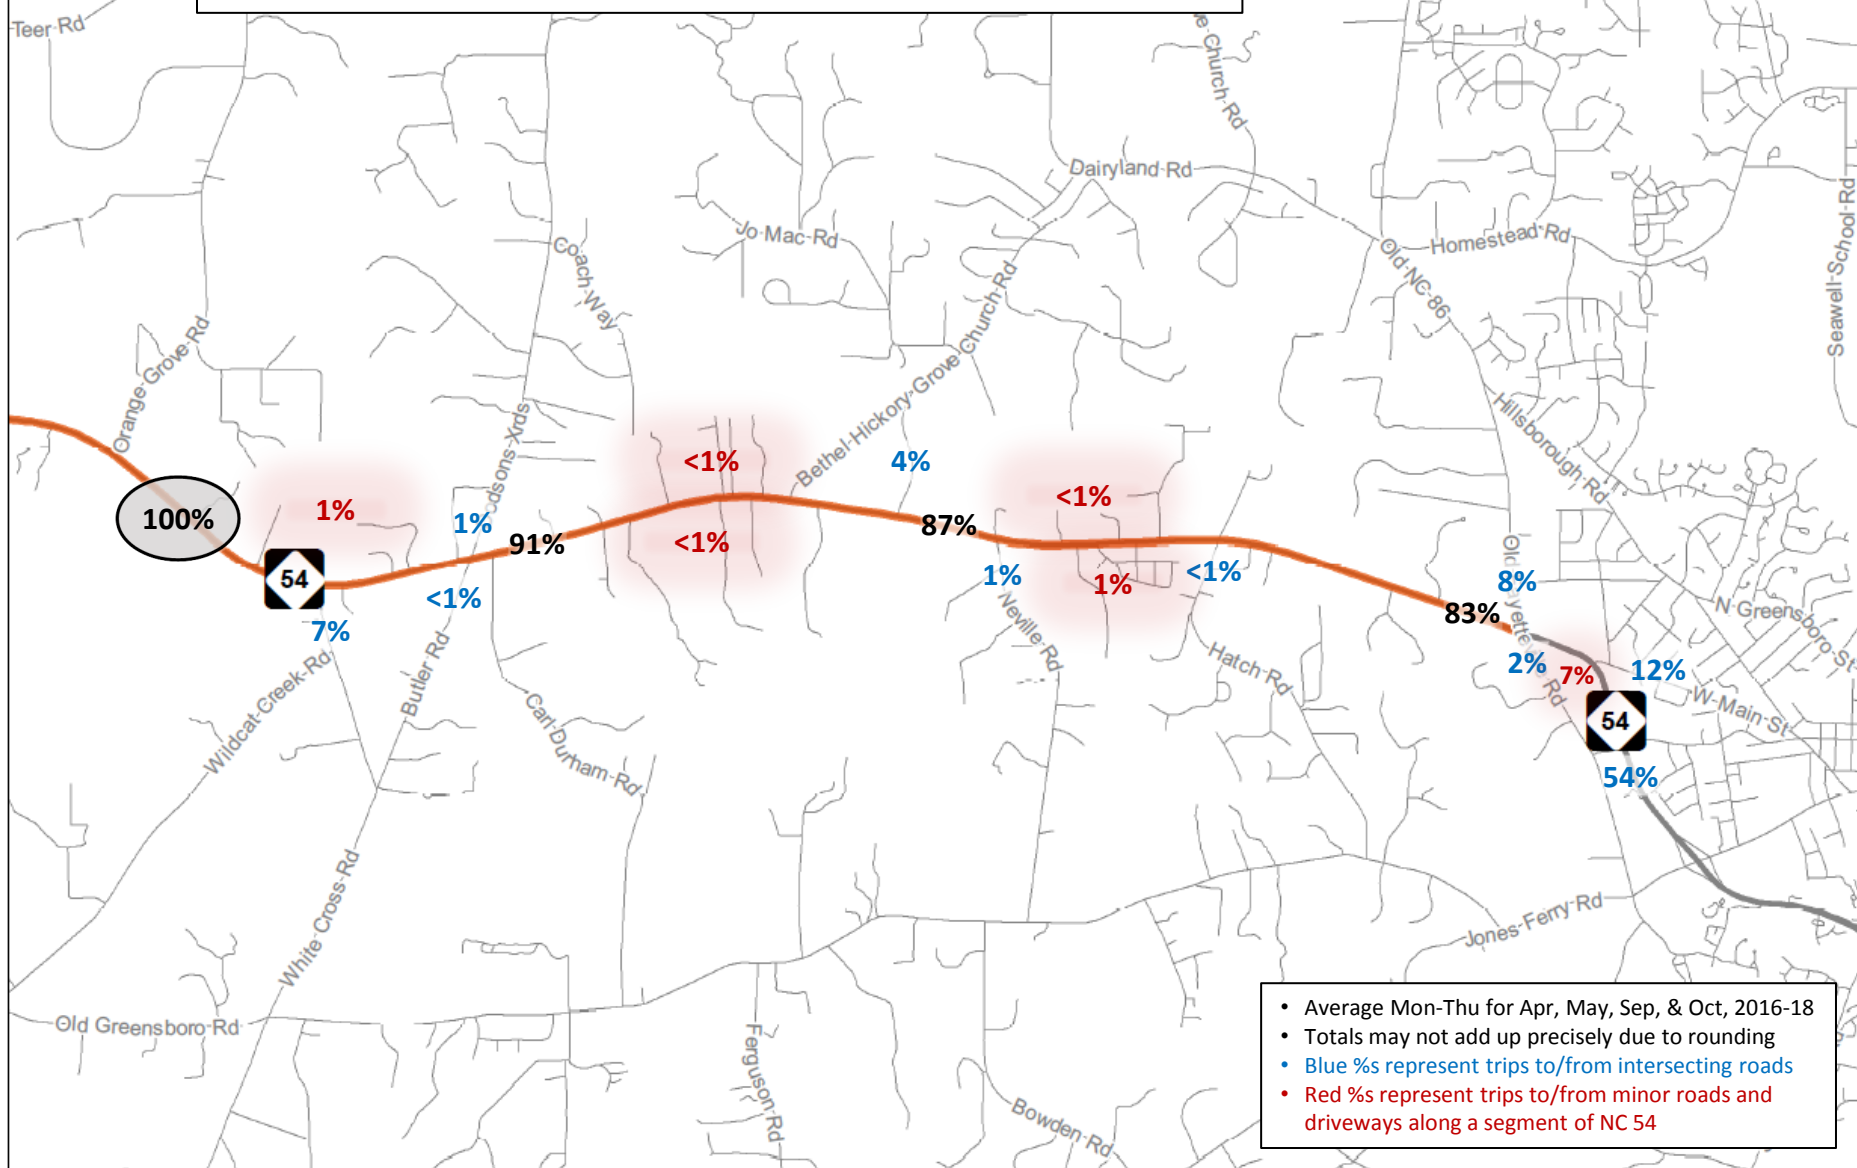 Teer Rd
e Church Rd
Dairyland Rd
Jo Mac Rd
Coach Way
Homestead Rd
Old NC 86
Seawell School Rd
Orange Grove Rd
Bethel Hickory Grove Church Rd
odsons Xrds
Hillsborough Rd
<1%
4%
<1%
100%
1%
1%
91%
<1%
87%
54
<1%
1%
1%
<1%
Old
ayette
Rd
8%
83%
N Greensboro St
7%
Neville Rd
2%
7%
12%
Wildcat Creek Rd
Butler Rd
Hatch Rd
W Main St
54
Carl Durham Rd
54%
White Cross Rd
Jones Ferry Rd
Old Greensboro Rd
Ferguson Rd
Bowden Rd
• Average Mon-Thu for Apr, May, Sep, & Oct, 2016-18
• Totals may not add up precisely due to rounding
• Blue %s represent trips to/from intersecting roads
• Red %s represent trips to/from minor roads and
driveways along a segment of NC 54